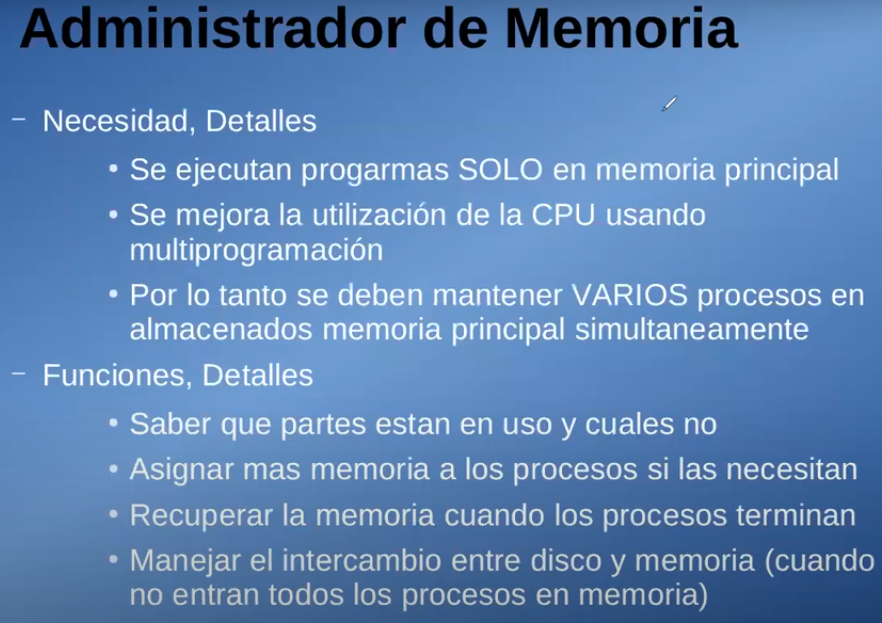 Administrador de Memoria
– Necesidad, Detalles
• Se ejecutan progarmas SOLO en memoria principal
• Se mejora la utilización de la CPU usando
multiprogramación
• Por lo tanto se deben mantener VARIOS procesos en
almacenados memoria principal simultaneamente
– Funciones, Detalles
• Saber que partes estan en uso y cuales no
• Asignar mas memoria a los procesos si las necesitan
• Recuperar la memoria cuando los procesos terminan
• Manejar el intercambio entre disco y memoria (cuando
no entran todos los procesos en memoria)